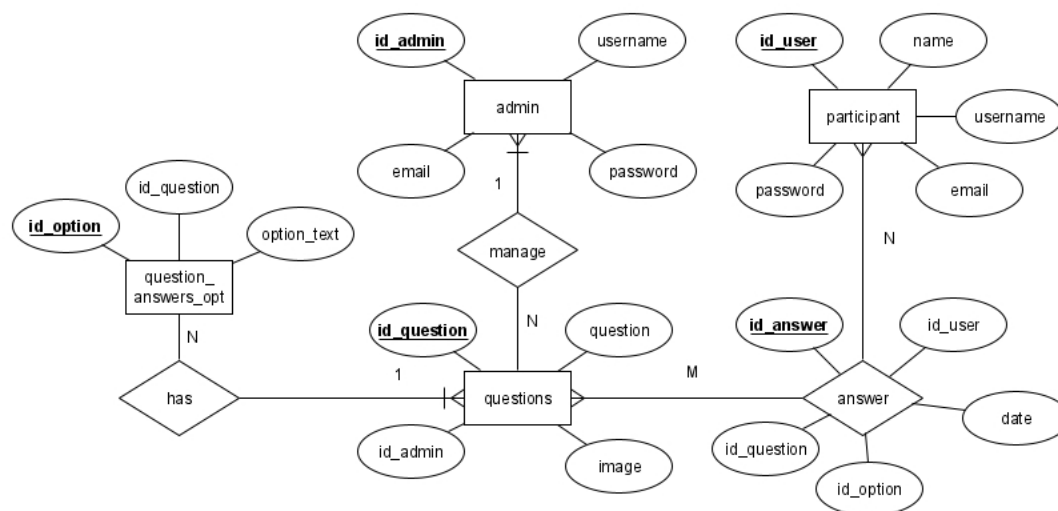 id_admin
username
id_user
name
admin
participant
username
email
password
password
email
id_question
id_option
option_text
1
manage
N
question_
answers_opt
N
id_question
question
id_answer
id_user
N
1
M
has
questions
answer
date
id_admin
image
id_question
id_option